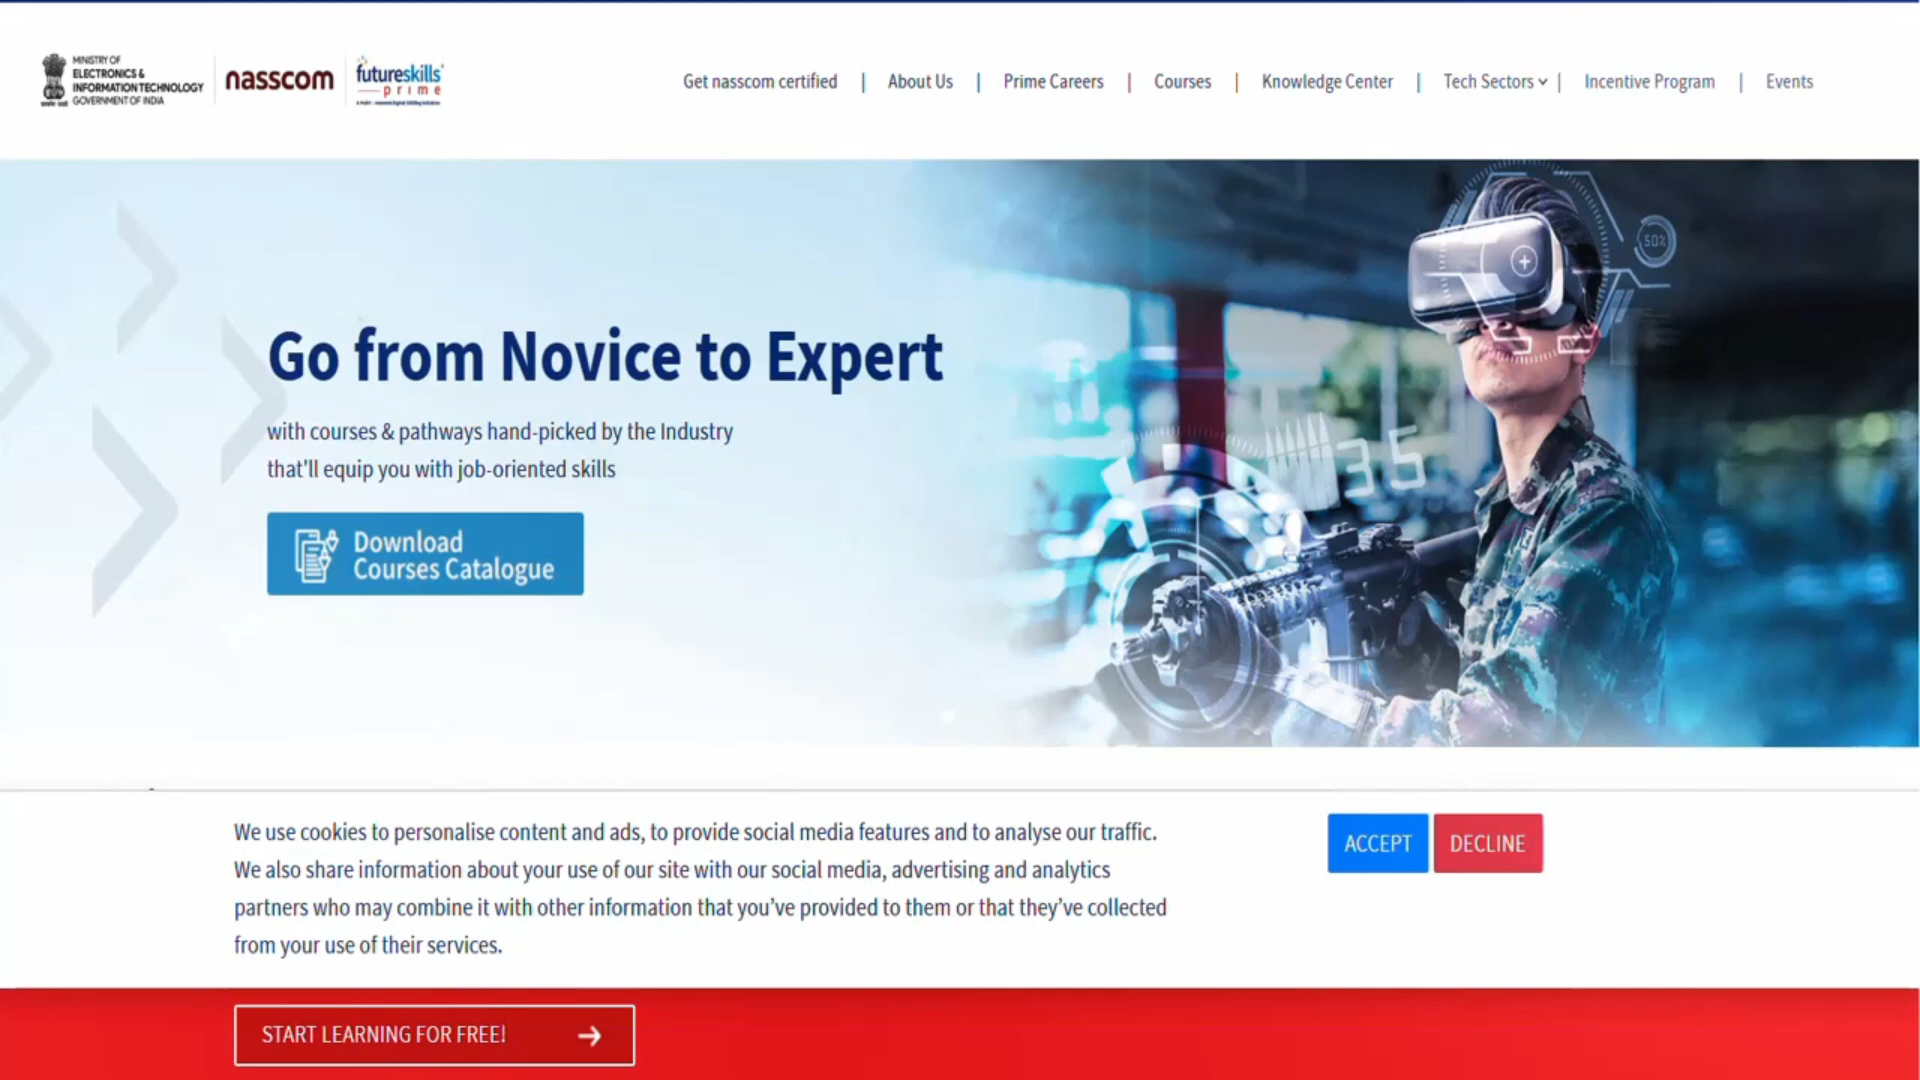 MINISTRY OF
ELECTRONICS &
INFORMATION TECHNOLOGY
GOVERNMENT OF INDIA
nasscom
futureskills
prime
Get nasscom certified | About Us | Prime Careers | Courses | Knowledge Center | Tech Sectors | Incentive Program | Events
50%
Go from Novice to Expert
with courses & pathways hand-picked by the Industry
that'll equip you with job-oriented skills
35
Download
Courses Catalogue
We use cookies to personalise content and ads, to provide social media features and to analyse our traffic.
We also share information about your use of our site with our social media, advertising and analytics
partners who may combine it with other information that you've provided to them or that they've collected
from your use of their services.
ACCEPT
DECLINE
START LEARNING FOR FREE!